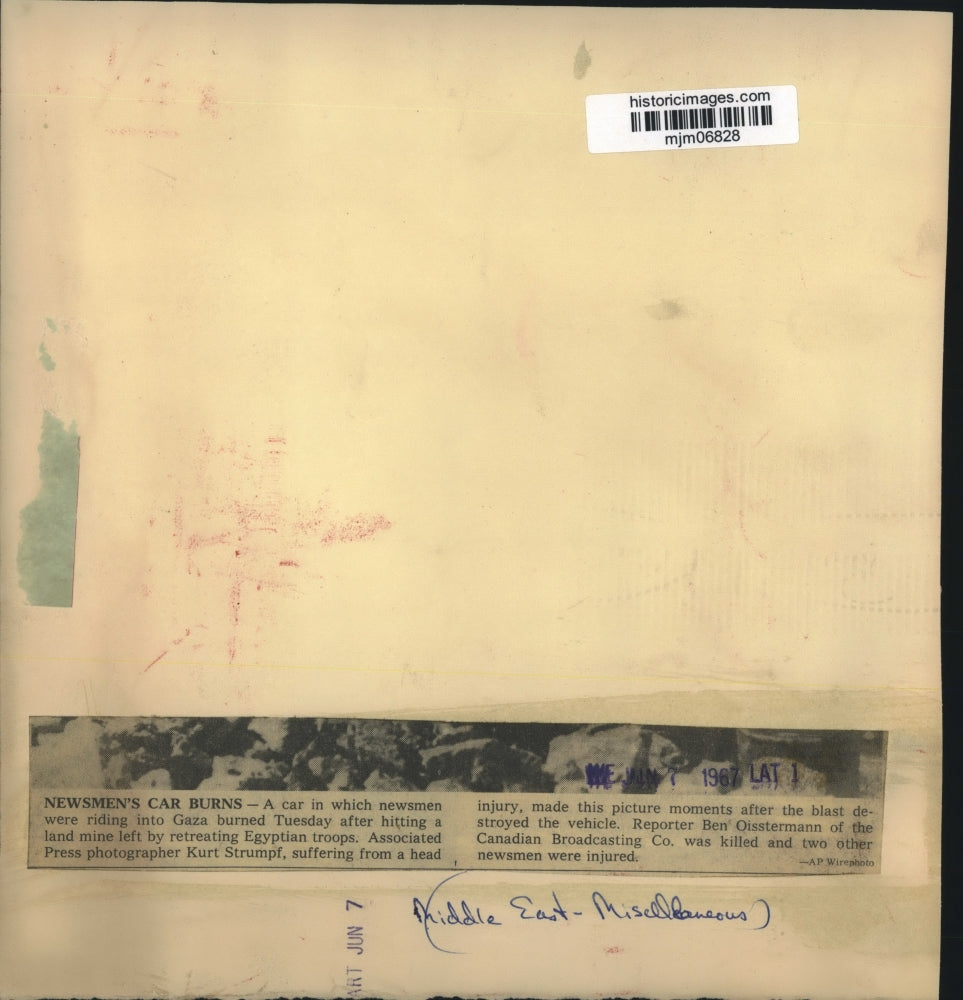 historicimages.com
mjm06828
WE JUN 7 1967 LAT 1
NEWSMEN'S CAR BURNS — A car in which newsmen
were riding into Gaza burned Tuesday after hitting a
land mine left by retreating Egyptian troops. Associated
Press photographer Kurt Strumpf, suffering from a head
injury, made this picture moments after the blast de-
stroyed the vehicle. Reporter Ben Oisstermann of the
Canadian Broadcasting Co. was killed and two other
newsmen were injured.
—AP Wirephoto
(Middle East - Miscellaneous)
ART JUN 7